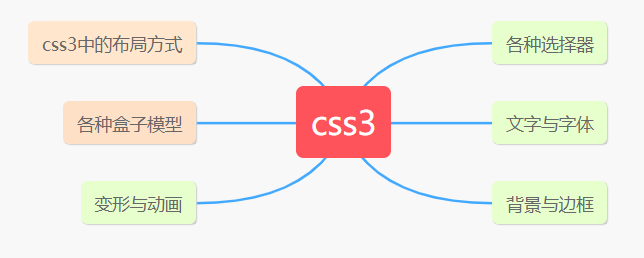 css3中的布局方式
各种选择器
各种盒子模型
css3
文字与字体
变形与动画
背景与边框